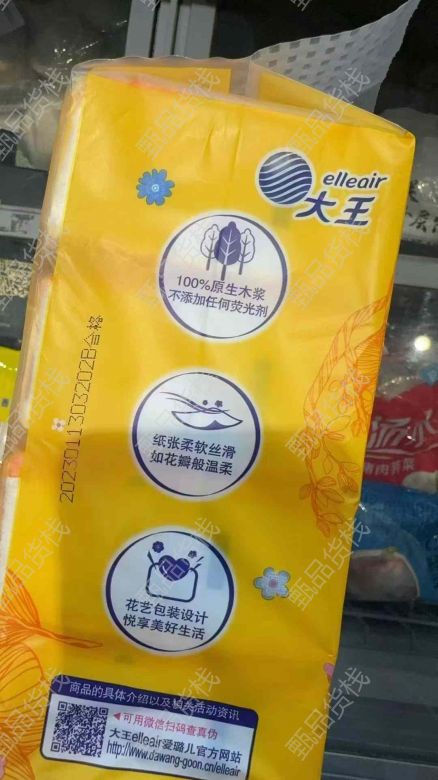 elleair
大王
100%原生木浆
不添加任何荧光剂
纸张柔软丝滑
如花瓣般温柔
花艺包装设计
悦享美好生活
2023011303202B合格
厂商品的具体介绍以及相关活动资讯
可用微信扫码查真伪
大王elleair爱璐儿官方网站
http://www.dawang-goon.cn/elleair
甄品货栈